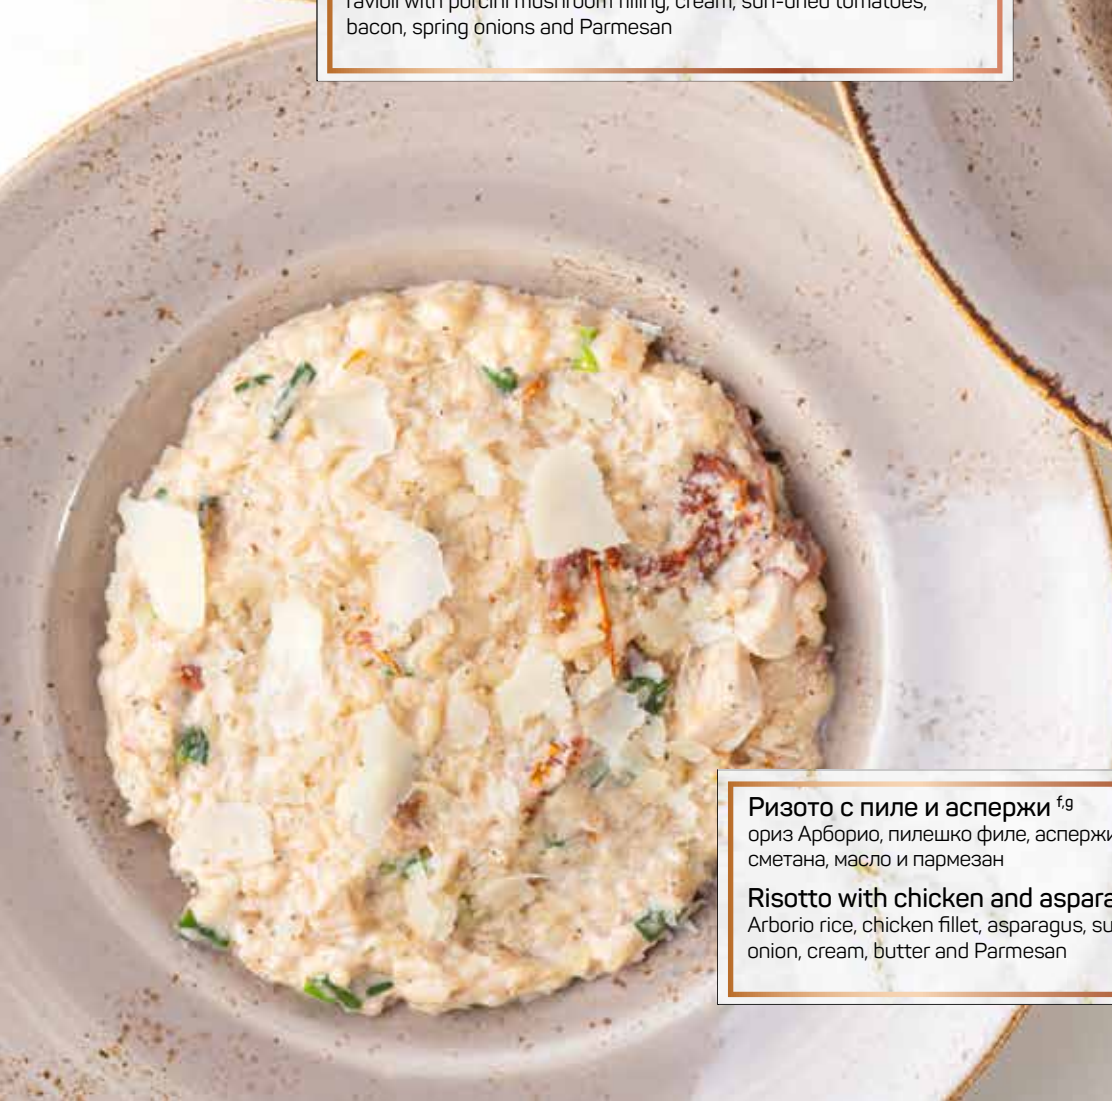 ravioli with porcini mushroom filling, cream, sun-dried tomatoes,
bacon, spring onions and Parmesan
Ризото с пиле и аспержи f,g
ориз Арборио, пилешко филе, аспержи
сметана, масло и пармезан
Risotto with chicken and aspara
Arborio rice, chicken fillet, asparagus, su
onion, cream, butter and Parmesan